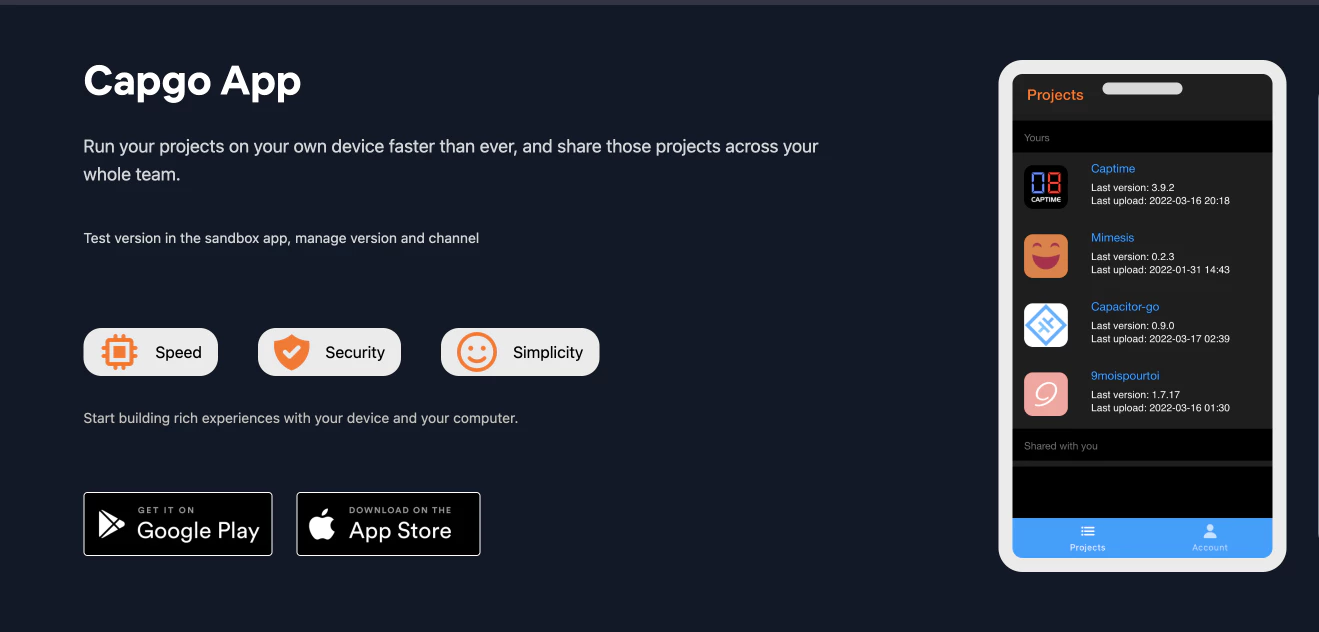 Capgo App
Run your projects on your own device faster than ever, and share those projects across your
whole team.
Test version in the sandbox app, manage version and channel
Speed
Security
Simplicity
Start building rich experiences with your device and your computer.
GET IT ON
Google Play
DOWNLOAD ON THE
App Store
Projects
Yours
CAPTIME
Captime
Last version: 3.9.2
Last upload: 2022-03-16 20:18
Mimesis
Last version: 0.2.3
Last upload: 2022-01-31 14:43
Capacitor-go
Last version: 0.9.0
Last upload: 2022-03-17 02:39
9moispourtoi
Last version: 1.7.17
Last upload: 2022-03-16 01:30
Shared with you
Projects
Account